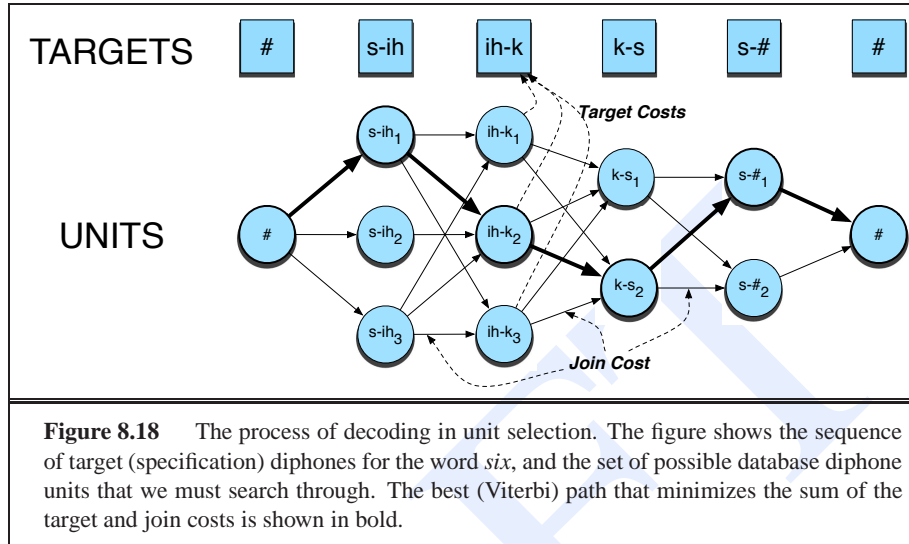 TARGETS # s-ih ih-k k-s s-# #
Target Costs
s-ih1 ih-k1
k-s1 s-#1
UNITS # s-ih2 ih-k2 #
k-s2 s-#2
s-ih3 ih-k3
Join Cost
Figure 8.18 The process of decoding in unit selection. The figure shows the sequence
of target (specification) diphones for the word six, and the set of possible database diphone
units that we must search through. The best (Viterbi) path that minimizes the sum of the
target and join costs is shown in bold.